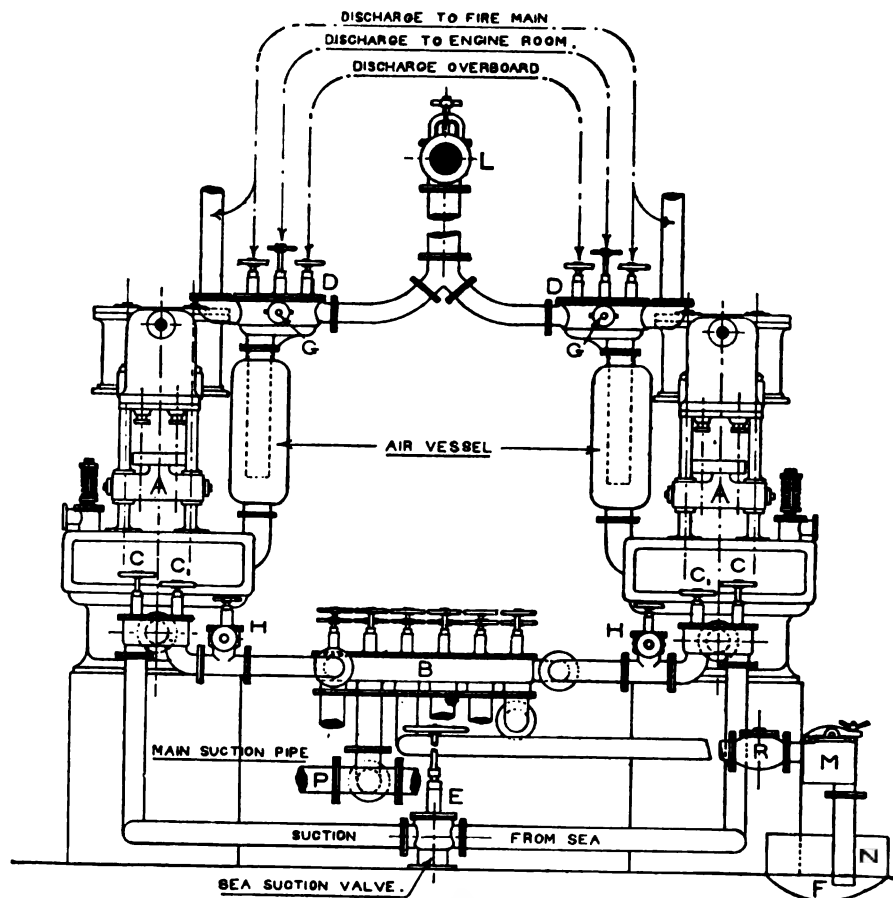 DISCHARGE TO FIRE MAIN
DISCHARGE TO ENGINE ROOM.
DISCHARGE OVERBOARD
L
D
D
G
G
AIR VESSEL
A
A
C
C₁
C₁
C
H
H
B
MAIN SUCTION PIPE
R
M
P
E
SUCTION
FROM SEA
N
F
SEA SUCTION VALVE.